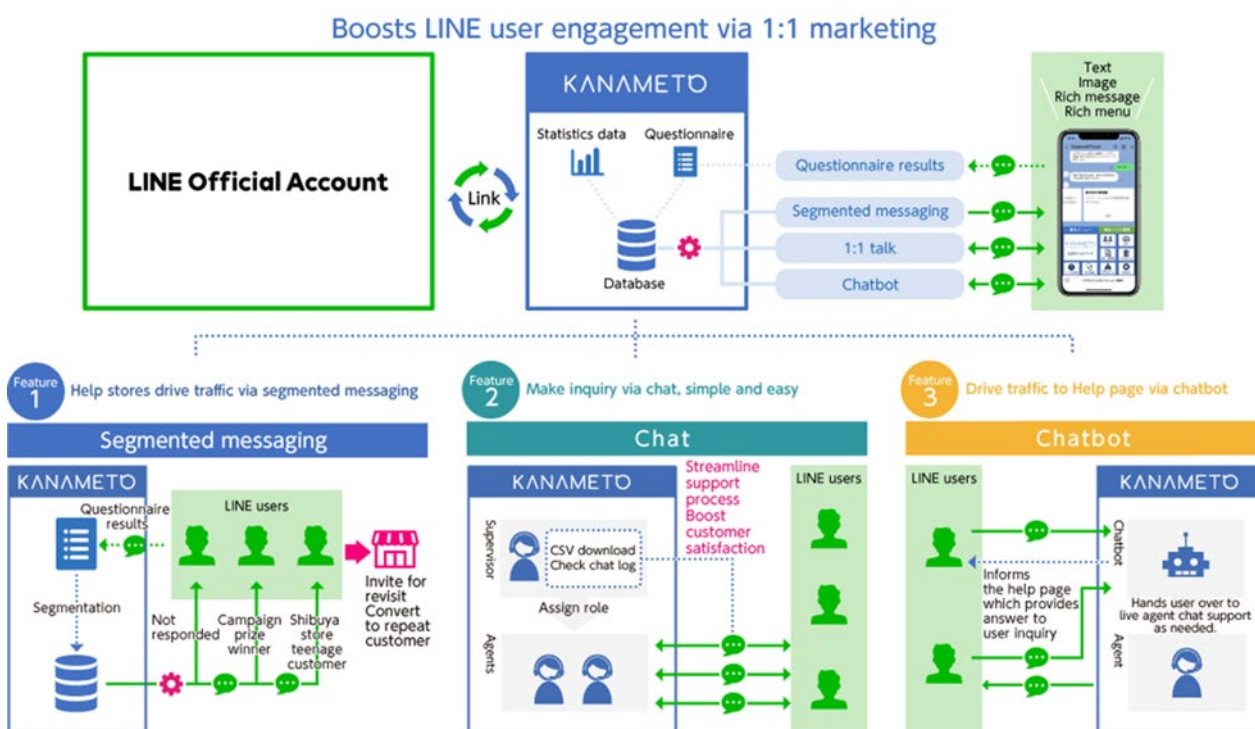 Boosts LINE user engagement via 1:1 marketing
LINE Official Account
Link
KANAMETO
Statistics data
Questionnaire
Database
Questionnaire results
Segmented messaging
1:1 talk
Chatbot
Text
Image
Rich message
Rich menu
Feature
1
Help stores drive traffic via segmented messaging
Segmented messaging
KANAMETO
Questionnaire
results
LINE users
Segmentation
Not
responded
Campaign
prize
winner
Shibuya
store
teenage
customer
Invite for
revisit
Convert
to repeat
customer
Feature
2
Make inquiry via chat, simple and easy
Chat
KANAMETO
Supervisor
CSV download
Check chat log
Assign role
Agents
Streamline
support
process
Boost
customer
satisfaction
LINE users
Feature
3
Drive traffic to Help page via chatbot
Chatbot
LINE users
KANAMETO
Chatbot
Informs
the help page
which provides
answer to
user inquiry
Hands user over to
live agent chat support
as needed.
Agent